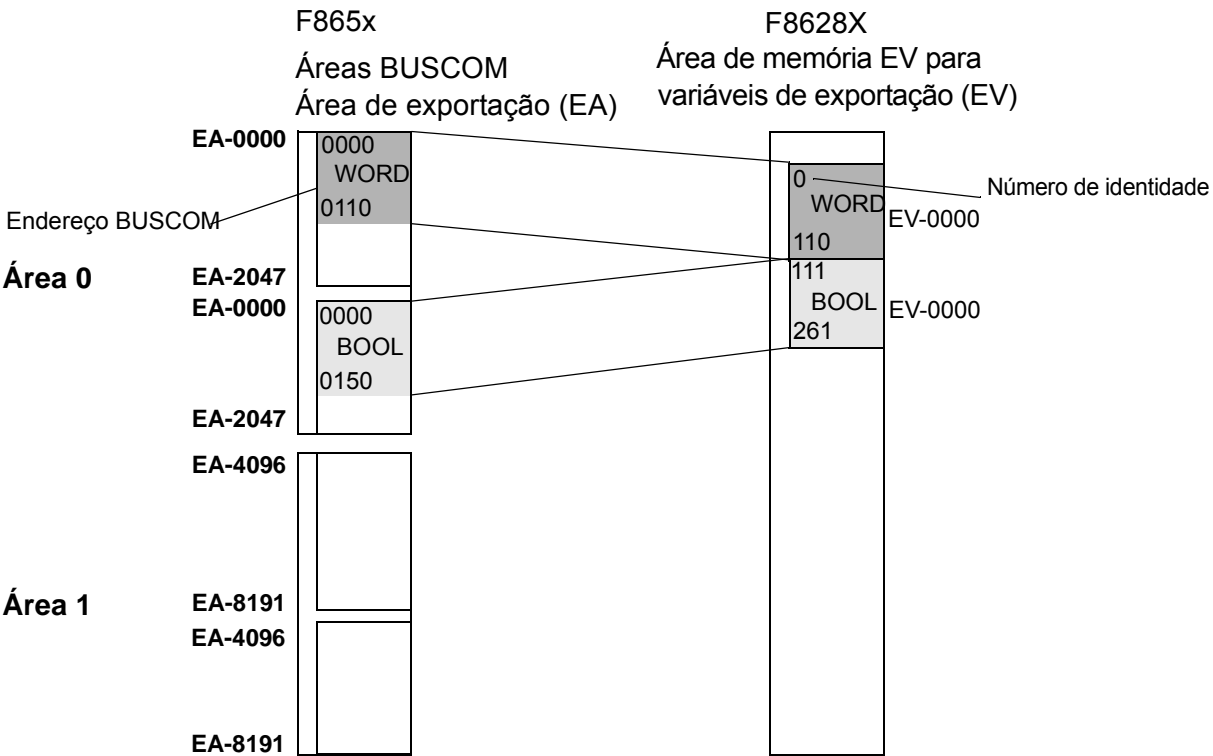 F865x
Áreas BUSCOM
Área de exportação (EA)
F8628X
Área de memória EV para
variáveis de exportação (EV)
EA-0000
0000
WORD
0110
Endereço BUSCOM
Área 0
EA-2047
EA-0000
0000
BOOL
0150
EA-2047
EA-4096
Área 1
EA-8191
EA-4096
EA-8191
0
WORD
110
111
BOOL
261
EV-0000
EV-0000
Número de identidade